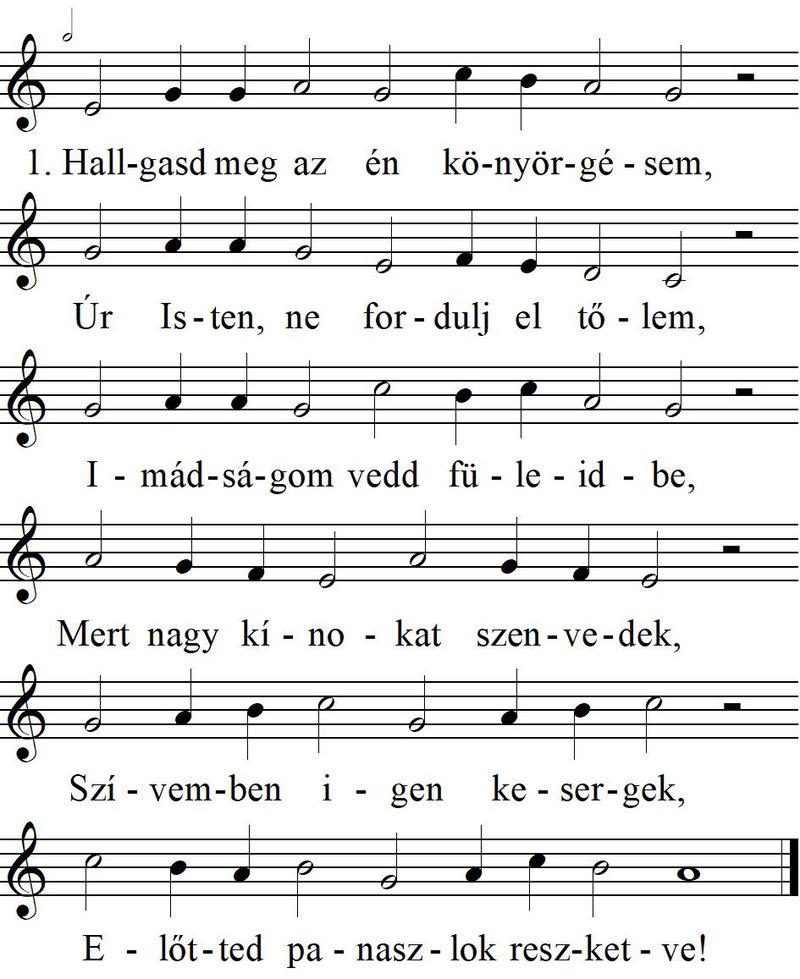 1. Hall-gasd meg az én kö-nyör-gé - sem,
Úr Is - ten, ne for - dulj el tő - lem,
I - mád-sá-gom vedd fü - le - id - be,
Mert nagy kí - no - kat szen-ve-dek,
Szí - vem-ben i - gen ke - ser-gek,
E - lőt-ted pa - nasz - lok resz-ket - ve!